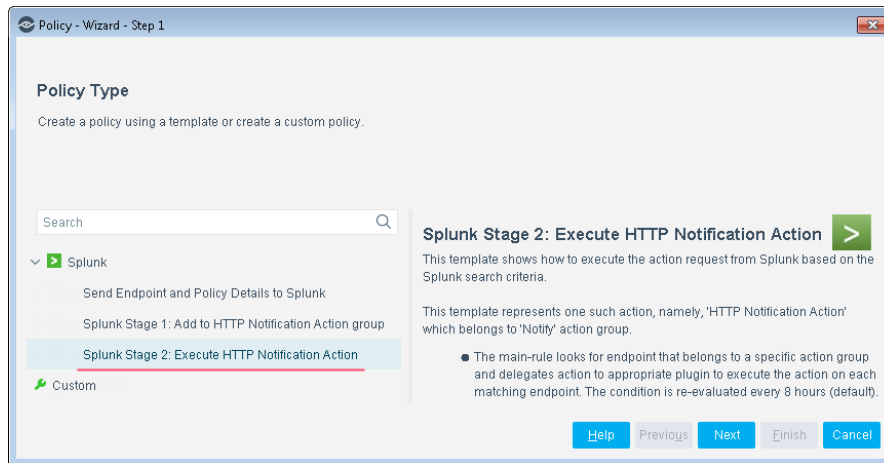 Policy - Wizard - Step 1
Policy Type
Create a policy using a template or create a custom policy.
Search
Splunk
Send Endpoint and Policy Details to Splunk
Splunk Stage 1: Add to HTTP Notification Action group
Splunk Stage 2: Execute HTTP Notification Action
Custom
Splunk Stage 2: Execute HTTP Notification Action
This template shows how to execute the action request from Splunk based on the
Splunk search criteria.
This template represents one such action, namely, 'HTTP Notification Action'
which belongs to 'Notify' action group.
The main-rule looks for endpoint that belongs to a specific action group
and delegates action to appropriate plugin to execute the action on each
matching endpoint. The condition is re-evaluated every 8 hours (default).
Help Previous Next Finish Cancel